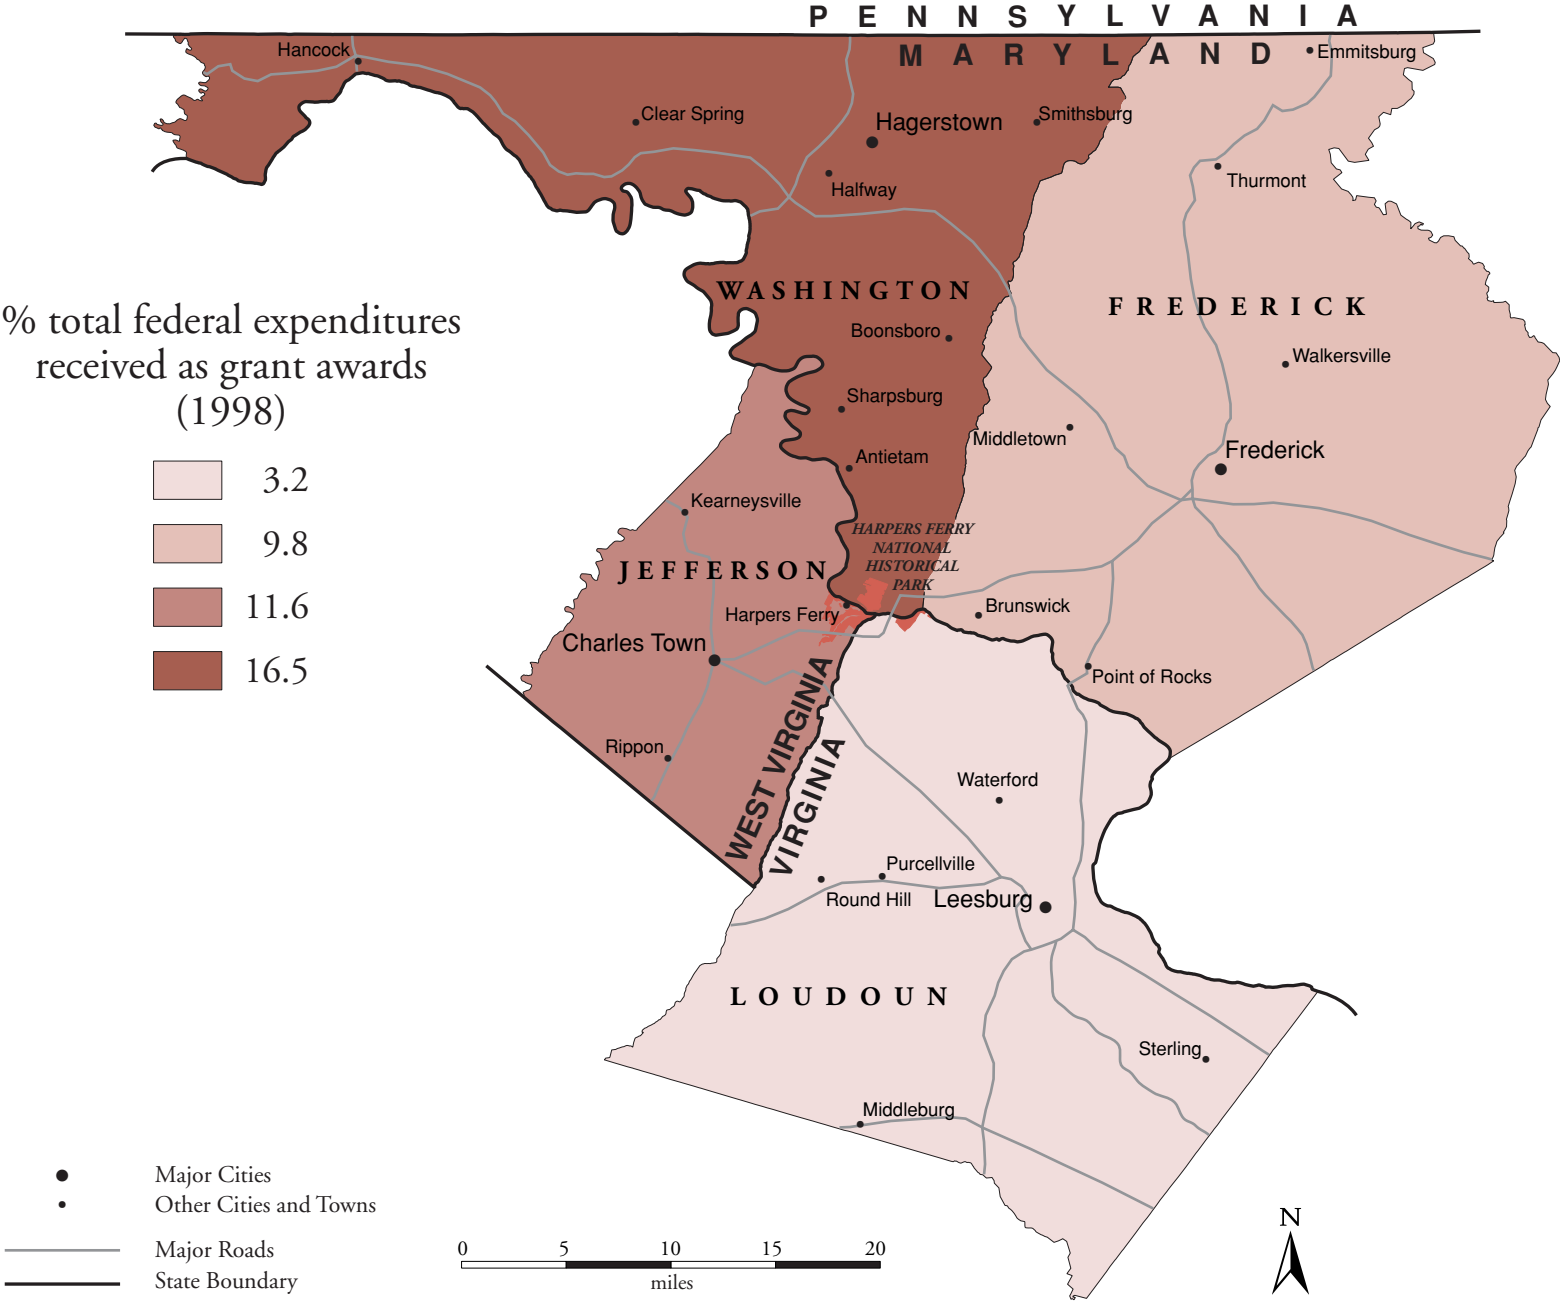 PENNSYLVANIA
MARYLAND
Hancock
Emmitsburg
Clear Spring
Hagerstown
Smithsburg
Halfway
Thurmont
WASHINGTON
FREDERICK
% total federal expenditures
received as grant awards
(1998)
3.2
9.8
11.6
16.5
Boonsboro
Walkersville
Sharpsburg
Middletown
Frederick
Antietam
Kearneysville
HARPERS FERRY
NATIONAL
HISTORICAL
PARK
JEFFERSON
Harpers Ferry
Brunswick
Charles Town
Point of Rocks
WEST VIRGINIA
VIRGINIA
Rippon
Waterford
Purcellville
Round Hill
Leesburg
LOUDOUN
Sterling
Middleburg
Major Cities
Other Cities and Towns
Major Roads
State Boundary
0 5 10 15 20
miles
N